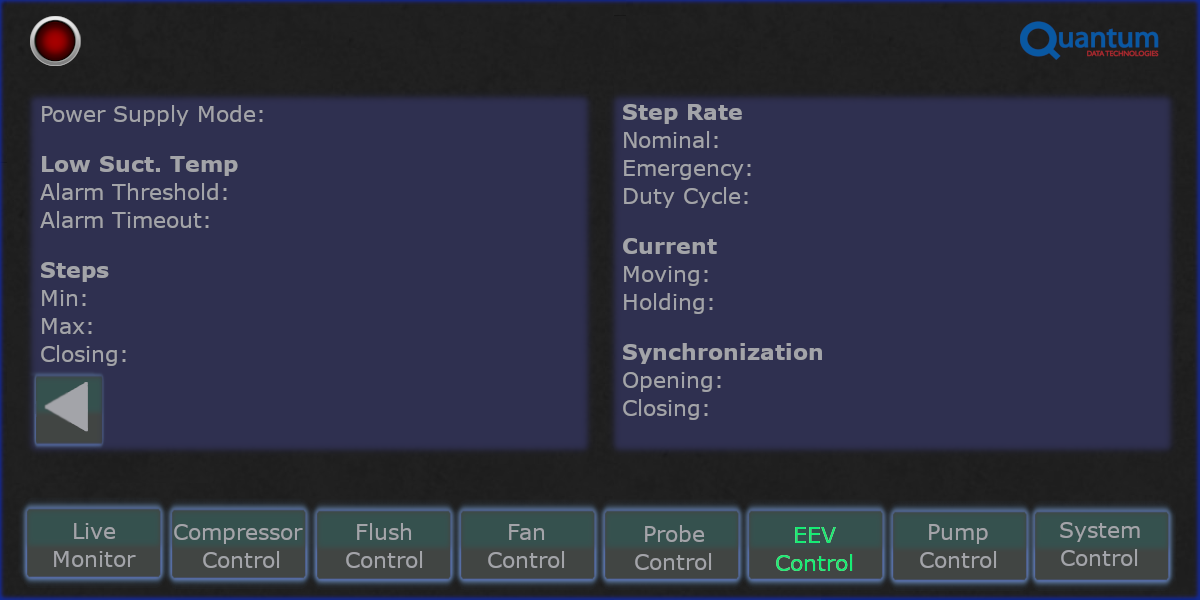 Quantum
DATA TECHNOLOGIES
Power Supply Mode:
Low Suct. Temp
Alarm Threshold:
Alarm Timeout:
Steps
Min:
Max:
Closing:
Step Rate
Nominal:
Emergency:
Duty Cycle:
Current
Moving:
Holding:
Synchronization
Opening:
Closing:
Live
Monitor
Compressor
Control
Flush
Control
Fan
Control
Probe
Control
EEV
Control
Pump
Control
System
Control